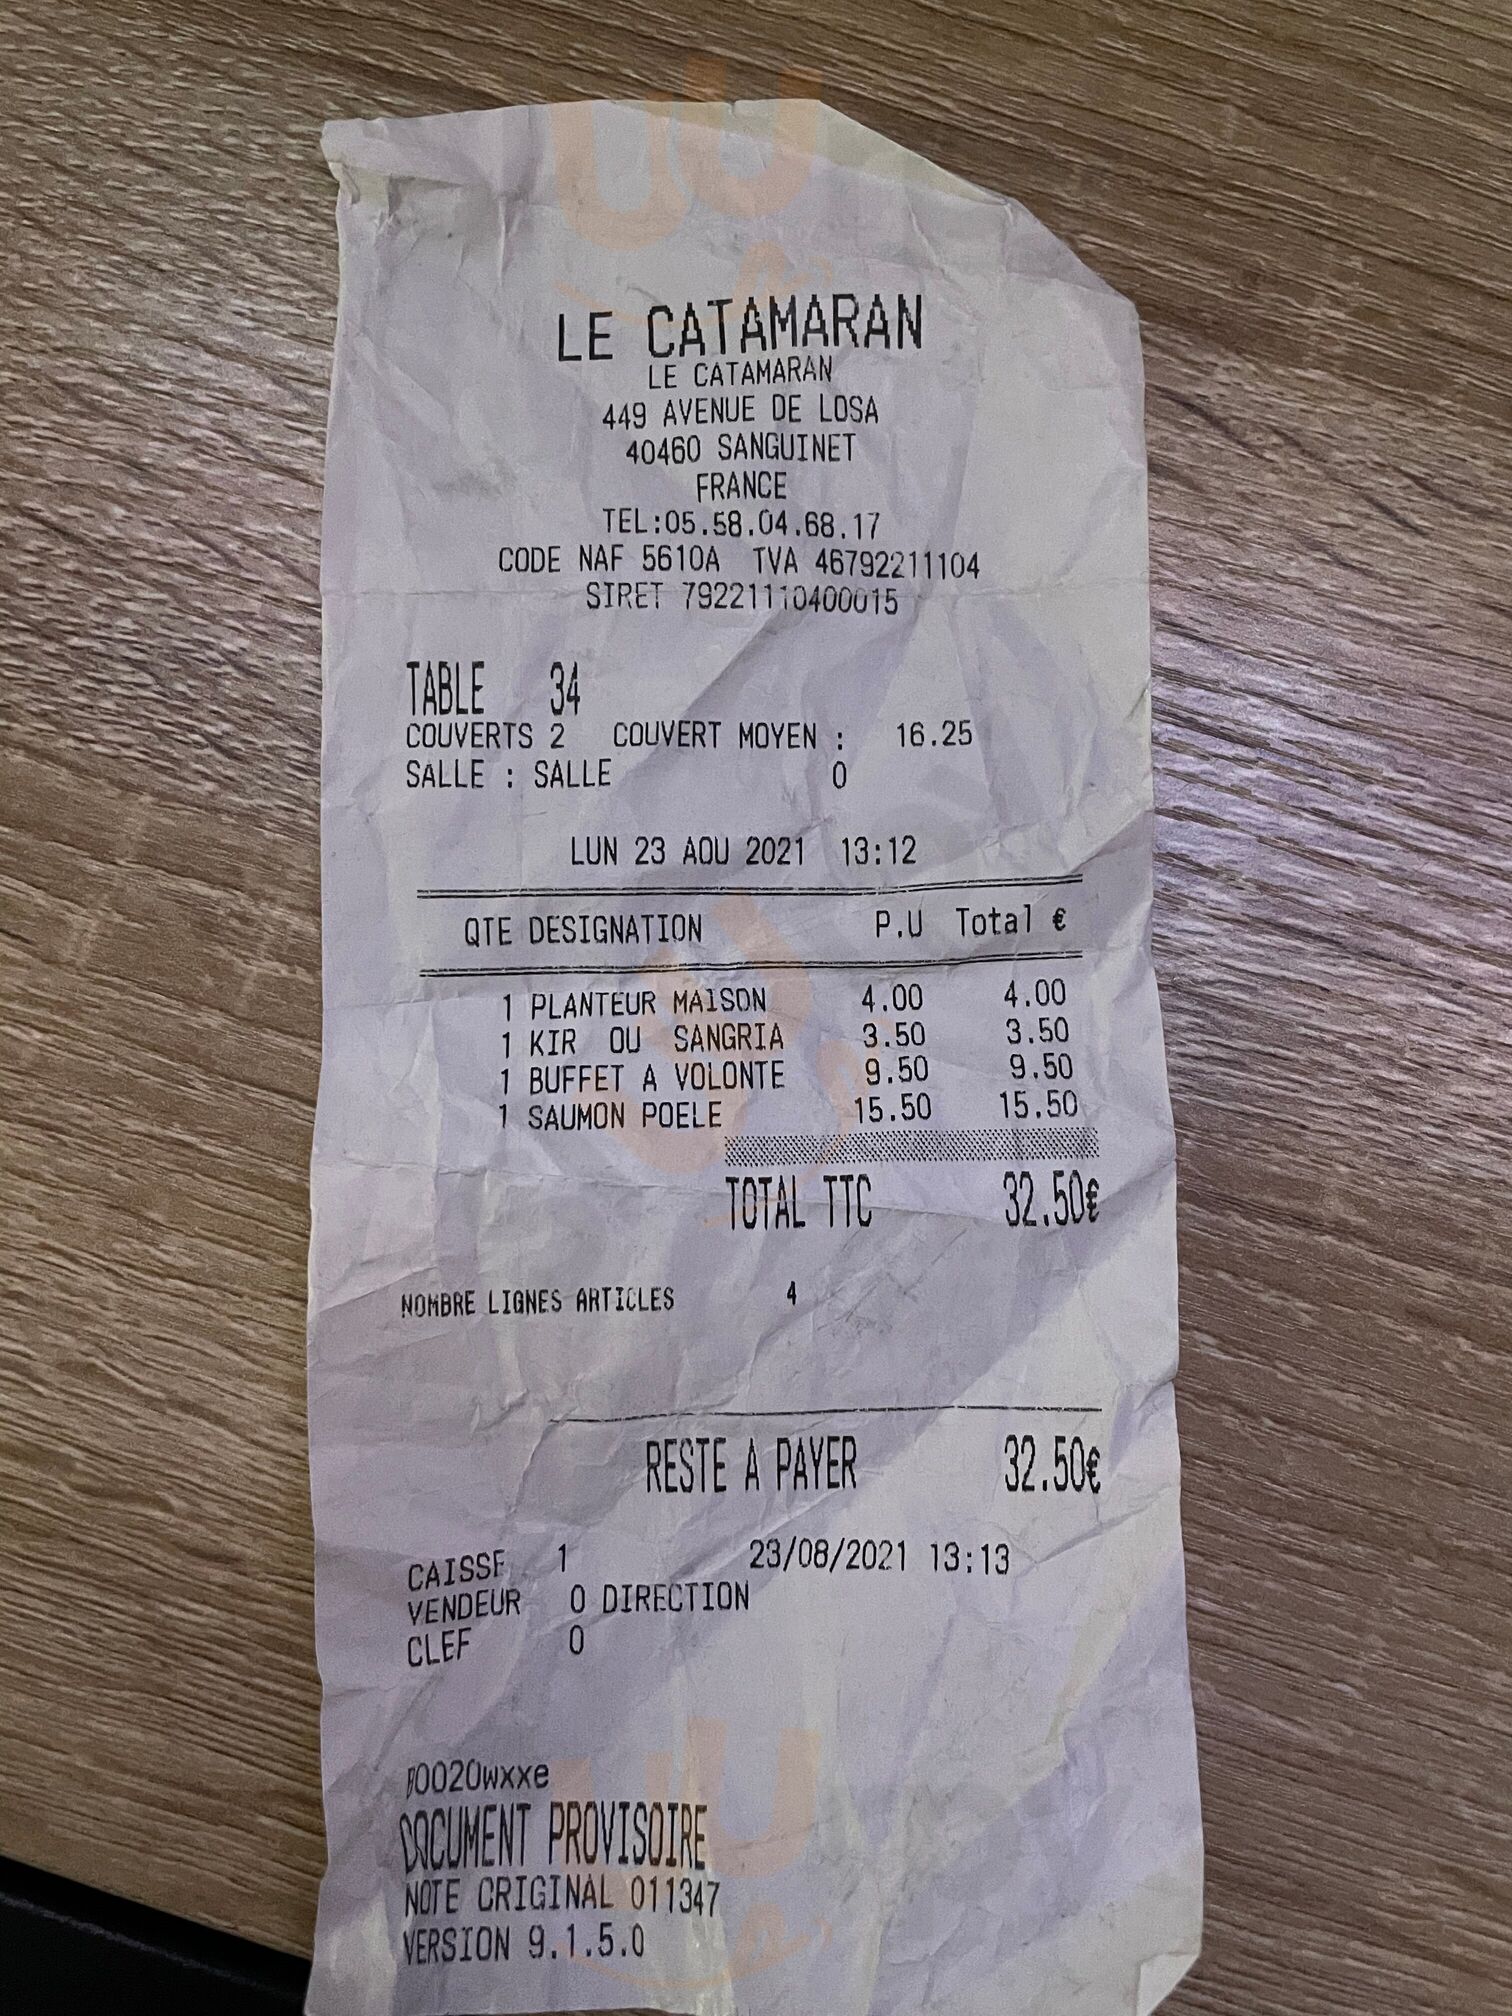 LE CATAMARAN
LE CATAMARAN
449 AVENUE DE LOSA
40460 SANGUINET
FRANCE
TEL:05.58.04.68.17
CODE NAF 5610A TVA 46792211104
SIRET 79221110400015
TABLE 34
COUVERTS 2 COUVERT MOYEN : 16.25
SALLE : SALLE 0
LUN 23 AOU 2021 13:12
QTE DESIGNATION P.U Total €
1 PLANTEUR MAISON 4.00 4.00
1 KIR OU SANGRIA 3.50 3.50
1 BUFFET A VOLONTE 9.50 9.50
1 SAUMON POELE 15.50 15.50
TOTAL TTC 32.50€
NOMBRE LIGNES ARTICLES 4
RESTE A PAYER 32.50€
CAISSE 1 23/08/2021 13:13
VENDEUR 0 DIRECTION
CLEF 0
DOCUMENT PROVISOIRE
NOTE ORIGINAL 011347
VERSION 9.1.5.0